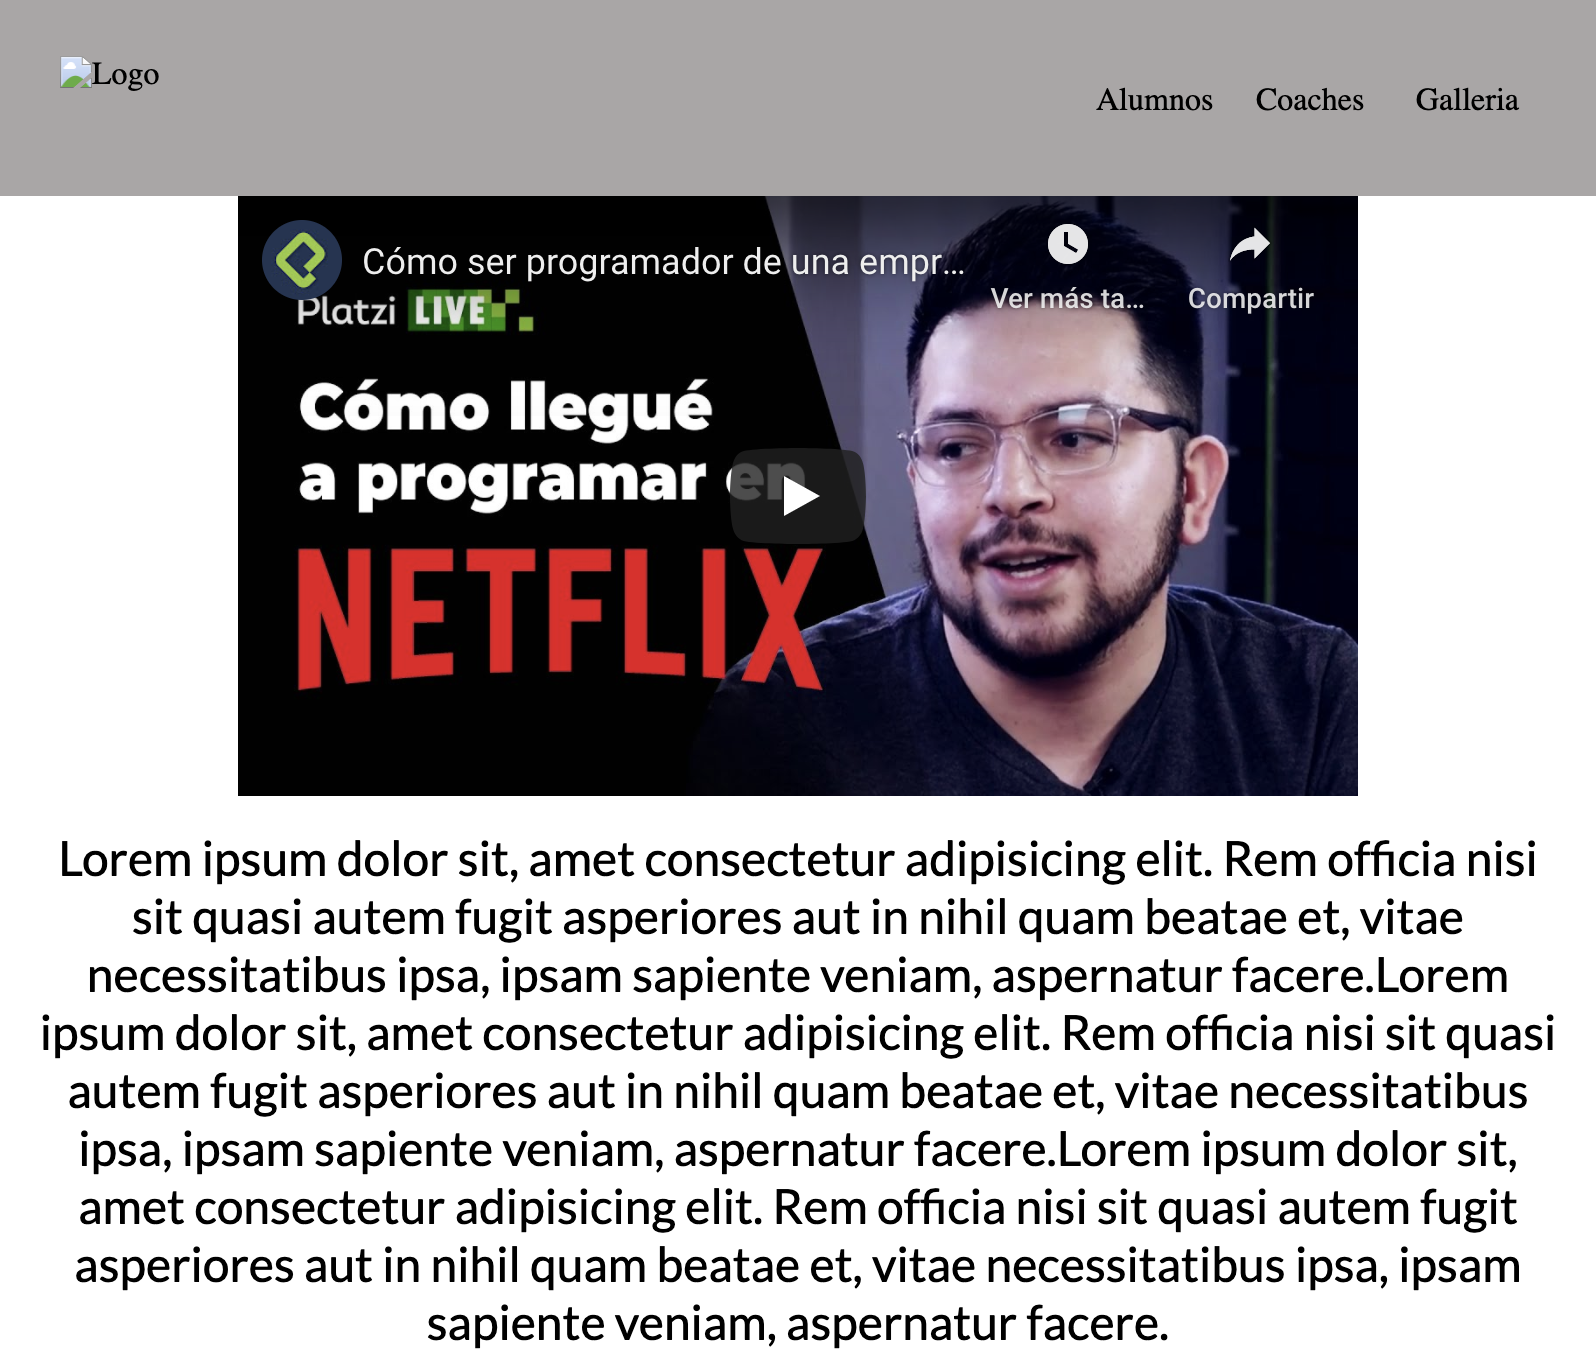 Logo
Alumnos Coaches Galleria
Cómo ser programador de una empr...
Ver más ta... Compartir
Platzi LIVE
Cómo llegué
a programar en
NETFLIX
Lorem ipsum dolor sit, amet consectetur adipisicing elit. Rem officia nisi
sit quasi autem fugit asperiores aut in nihil quam beatae et, vitae
necessitatibus ipsa, ipsam sapiente veniam, aspernatur facere.Lorem
ipsum dolor sit, amet consectetur adipisicing elit. Rem officia nisi sit quasi
autem fugit asperiores aut in nihil quam beatae et, vitae necessitatibus
ipsa, ipsam sapiente veniam, aspernatur facere.Lorem ipsum dolor sit,
amet consectetur adipisicing elit. Rem officia nisi sit quasi autem fugit
asperiores aut in nihil quam beatae et, vitae necessitatibus ipsa, ipsam
sapiente veniam, aspernatur facere.